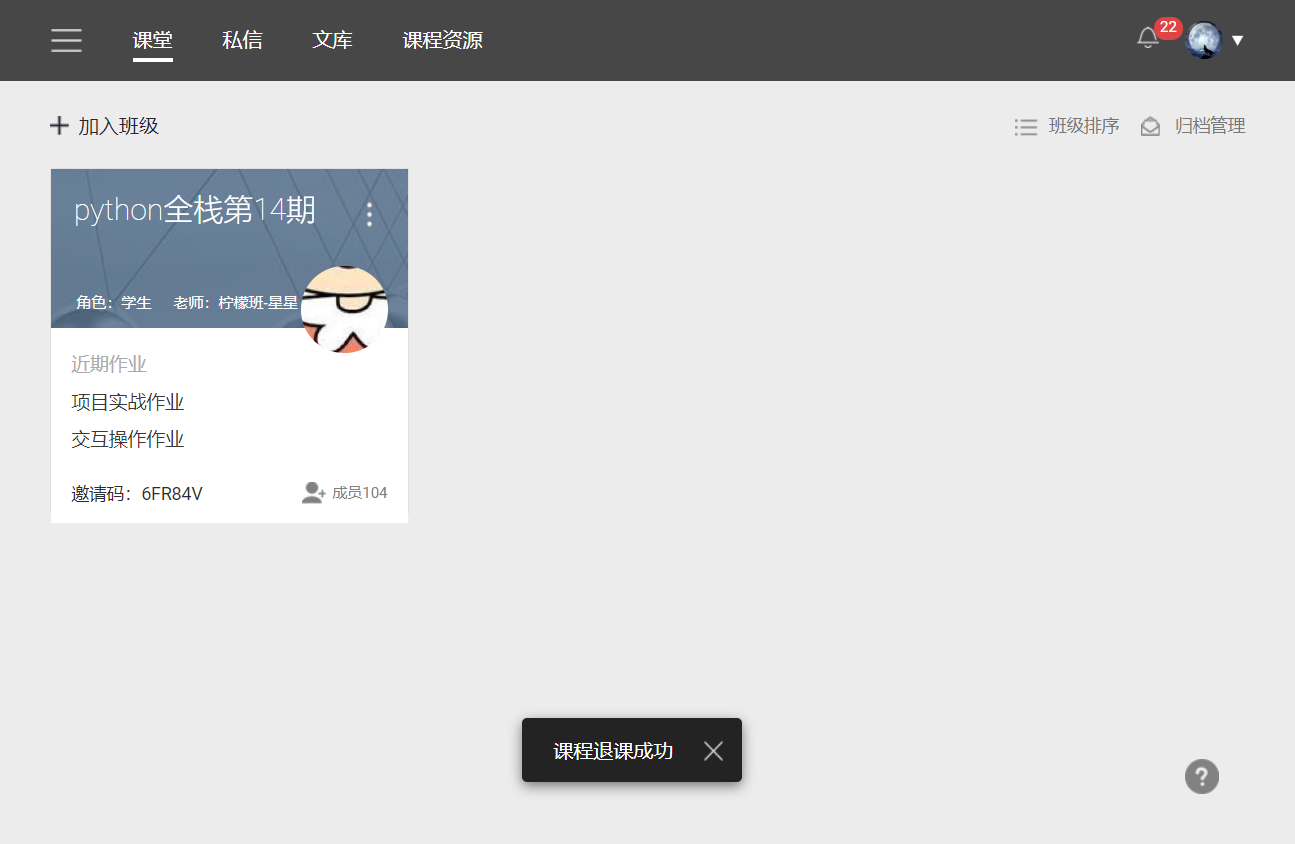 课堂 私信 文库 课程资源 22
加入班级 班级排序 归档管理
python全栈第14期
角色：学生 老师：柠檬班-星星
近期作业
项目实战作业
交互操作作业
邀请码：6FR84V 成员104
课程退课成功
?